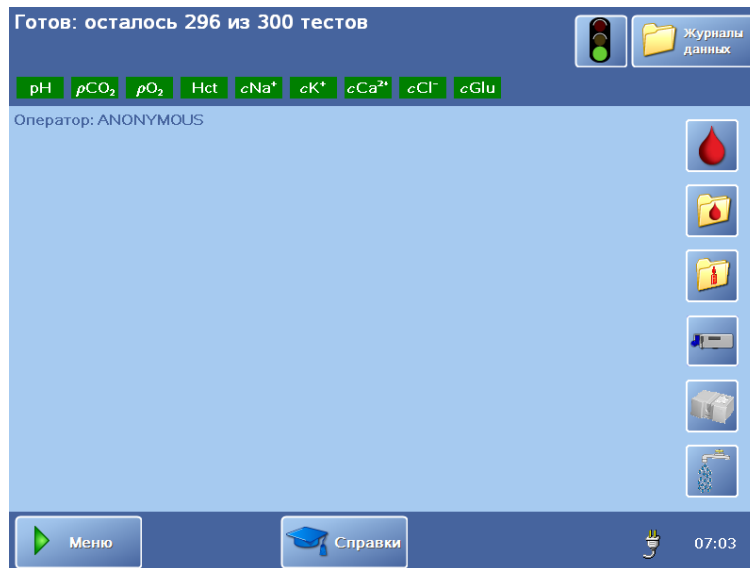 Готов: осталось 296 из 300 тестов
Журналы
данных
pH pCO₂ pO₂ Hct cNa⁺ cK⁺ cCa²⁺ cCl⁻ cGlu
Оператор: ANONYMOUS
Меню
Справки
07:03